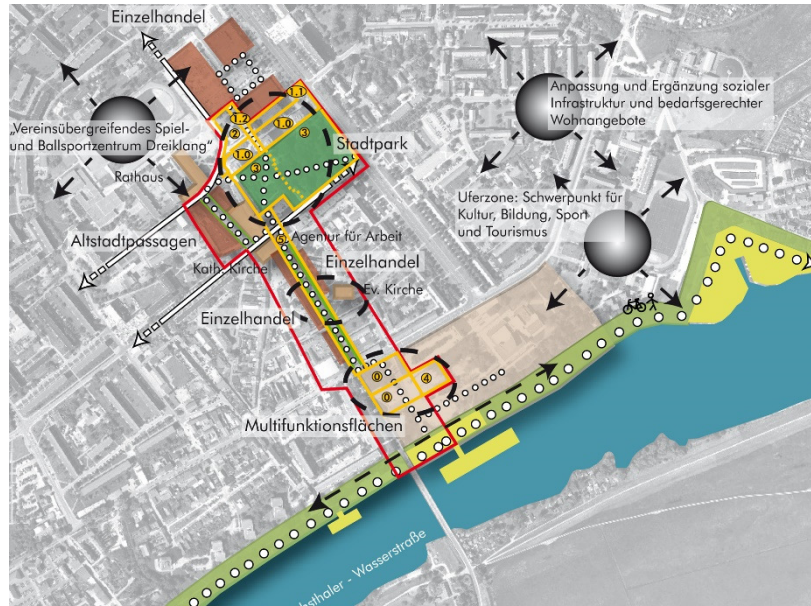 Einzelhandel
1.1
1.2
2
1.0
3
1.0
3
Stadtpark
„Vereinsübergreifendes Spiel-
und Ballsportzentrum Dreiklang“
Rathaus
Anpassung und Ergänzung sozialer
Infrastruktur und bedarfsgerechter
Wohnangebote
Uferzone: Schwerpunkt für
Kultur, Bildung, Sport
und Tourismus
Altstadtpassagen
5
Agentur für Arbeit
Kath. Kirche
Einzelhandel
Ev. Kirche
Einzelhandel
0
4
0
Multifunktionsflächen
- Wasserstraße